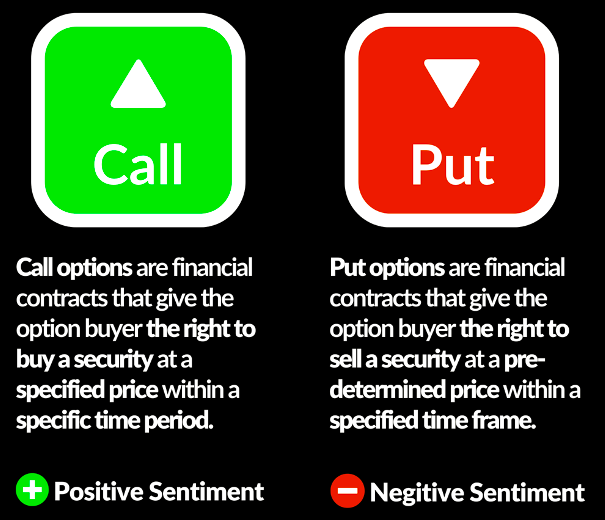 Call
Call options are financial
contracts that give the
option buyer the right to
buy a security at a
specified price within a
specific time period.
Positive Sentiment
Put
Put options are financial
contracts that give the
option buyer the right to
sell a security at a pre-
determined price within a
specified time frame.
Negitive Sentiment